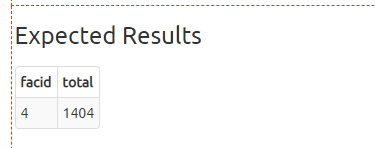 Expected Results
facid total
4 1404